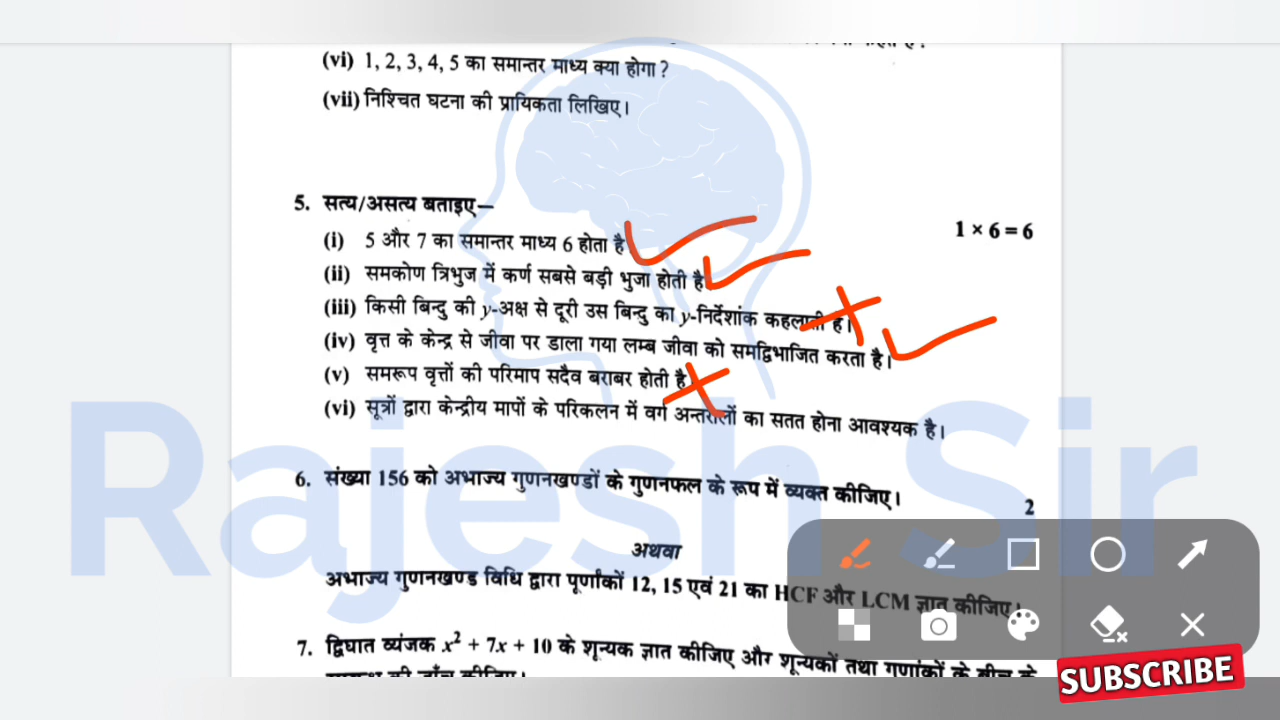 (vi) 1, 2, 3, 4, 5 का समान्तर माध्य क्या होगा ?
(vii) निश्चित घटना की प्रायिकता लिखिए।
5. सत्य/असत्य बताइए— 1 × 6 = 6
(i) 5 और 7 का समान्तर माध्य 6 होता है
(ii) समकोण त्रिभुज में कर्ण सबसे बड़ी भुजा होती है
(iii) किसी बिन्दु की y-अक्ष से दूरी उस बिन्दु का y-निर्देशांक कहलाती है।
(iv) वृत्त के केन्द्र से जीवा पर डाला गया लम्ब जीवा को समद्विभाजित करता है।
(v) समरूप वृत्तों की परिमाप सदैव बराबर होती है
(vi) सूत्रों द्वारा केन्द्रीय मापों के परिकलन में वर्ग अन्तरालों का सतत होना आवश्यक है।
Rajesh Sir
6. संख्या 156 को अभाज्य गुणनखण्डों के गुणनफल के रूप में व्यक्त कीजिए। 2
अथवा
अभाज्य गुणनखण्ड विधि द्वारा पूर्णांकों 12, 15 एवं 21 का HCF और LCM ज्ञात कीजिए।
7. द्विघात व्यंजक x² + 7x + 10 के शून्यक ज्ञात कीजिए और शून्यकों तथा गुणांकों के बीच के
SUBSCRIBE